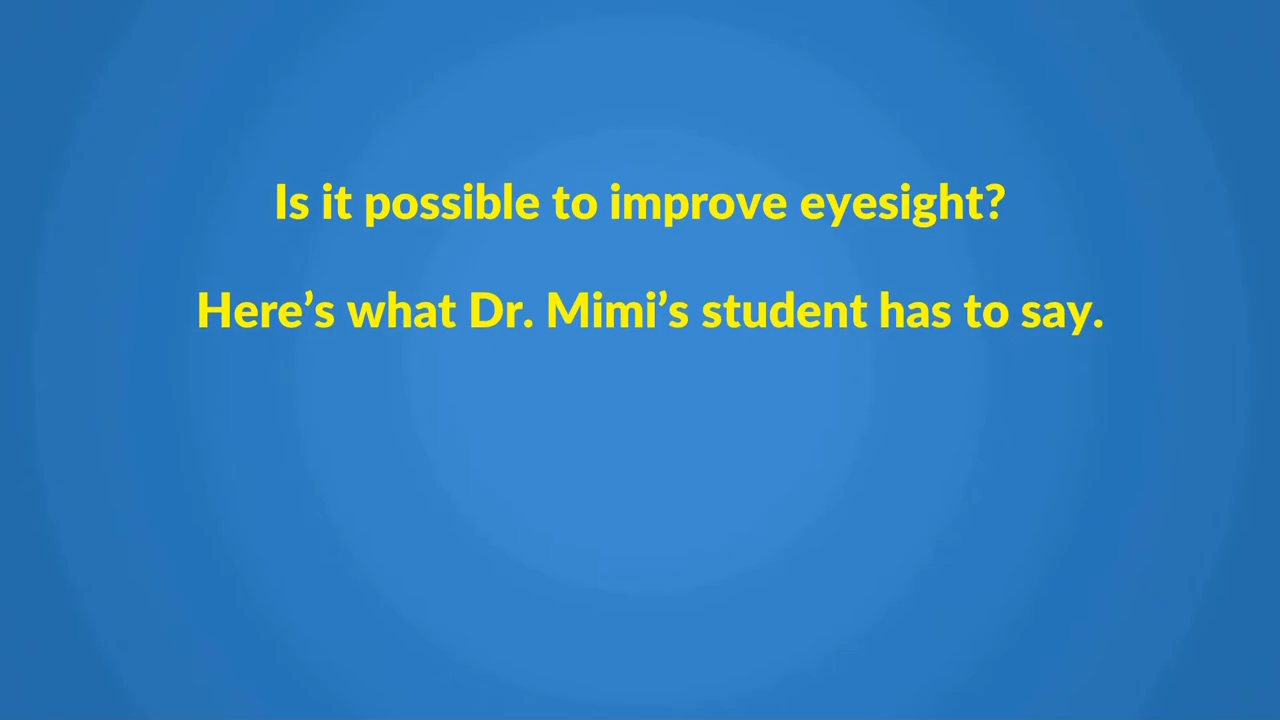 Is it possible to improve eyesight?
Here’s what Dr. Mimi’s student has to say.